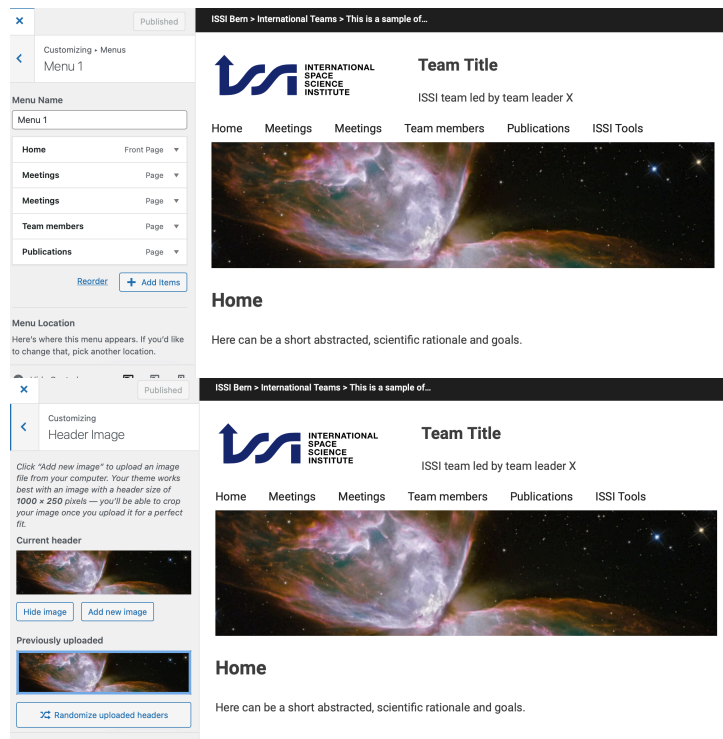 Published
Customizing • Menus
Menu 1
Menu Name
Menu 1
Home Front Page
Meetings Page
Meetings Page
Team members Page
Publications Page
Reorder
Add Items
Menu Location
Here's where this menu appears. If you'd like
to change that, pick another location.
ISSI Bern > International Teams > This is a sample of...
INTERNATIONAL
SPACE
SCIENCE
INSTITUTE
Team Title
ISSI team led by team leader X
Home Meetings Meetings Team members Publications ISSI Tools
Home
Here can be a short abstracted, scientific rationale and goals.
Published
Customizing
Header Image
Click “Add new image” to upload an image
file from your computer. Your theme works
best with an image with a header size of
1000 × 250 pixels — you'll be able to crop
your image once you upload it for a perfect
fit.
Current header
Hide image
Add new image
Previously uploaded
Randomize uploaded headers
ISSI Bern > International Teams > This is a sample of...
INTERNATIONAL
SPACE
SCIENCE
INSTITUTE
Team Title
ISSI team led by team leader X
Home Meetings Meetings Team members Publications ISSI Tools
Home
Here can be a short abstracted, scientific rationale and goals.